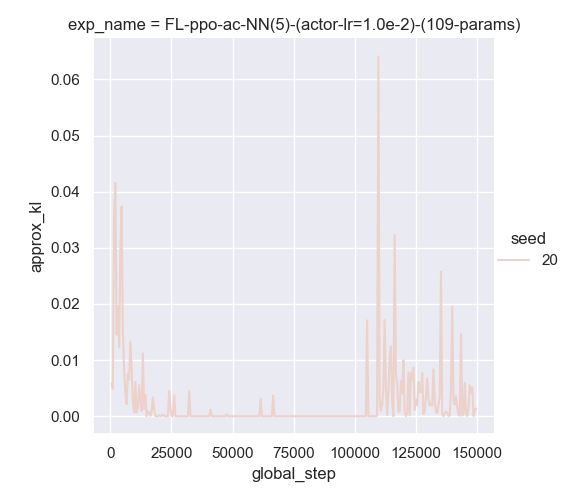 exp_name = FL-ppo-ac-NN(5)-(actor-lr=1.0e-2)-(109-params)
0.06
0.05
0.04
0.03
0.02
0.01
0.00
approx_kl
0 25000 50000 75000 100000 125000 150000
global_step
seed
20